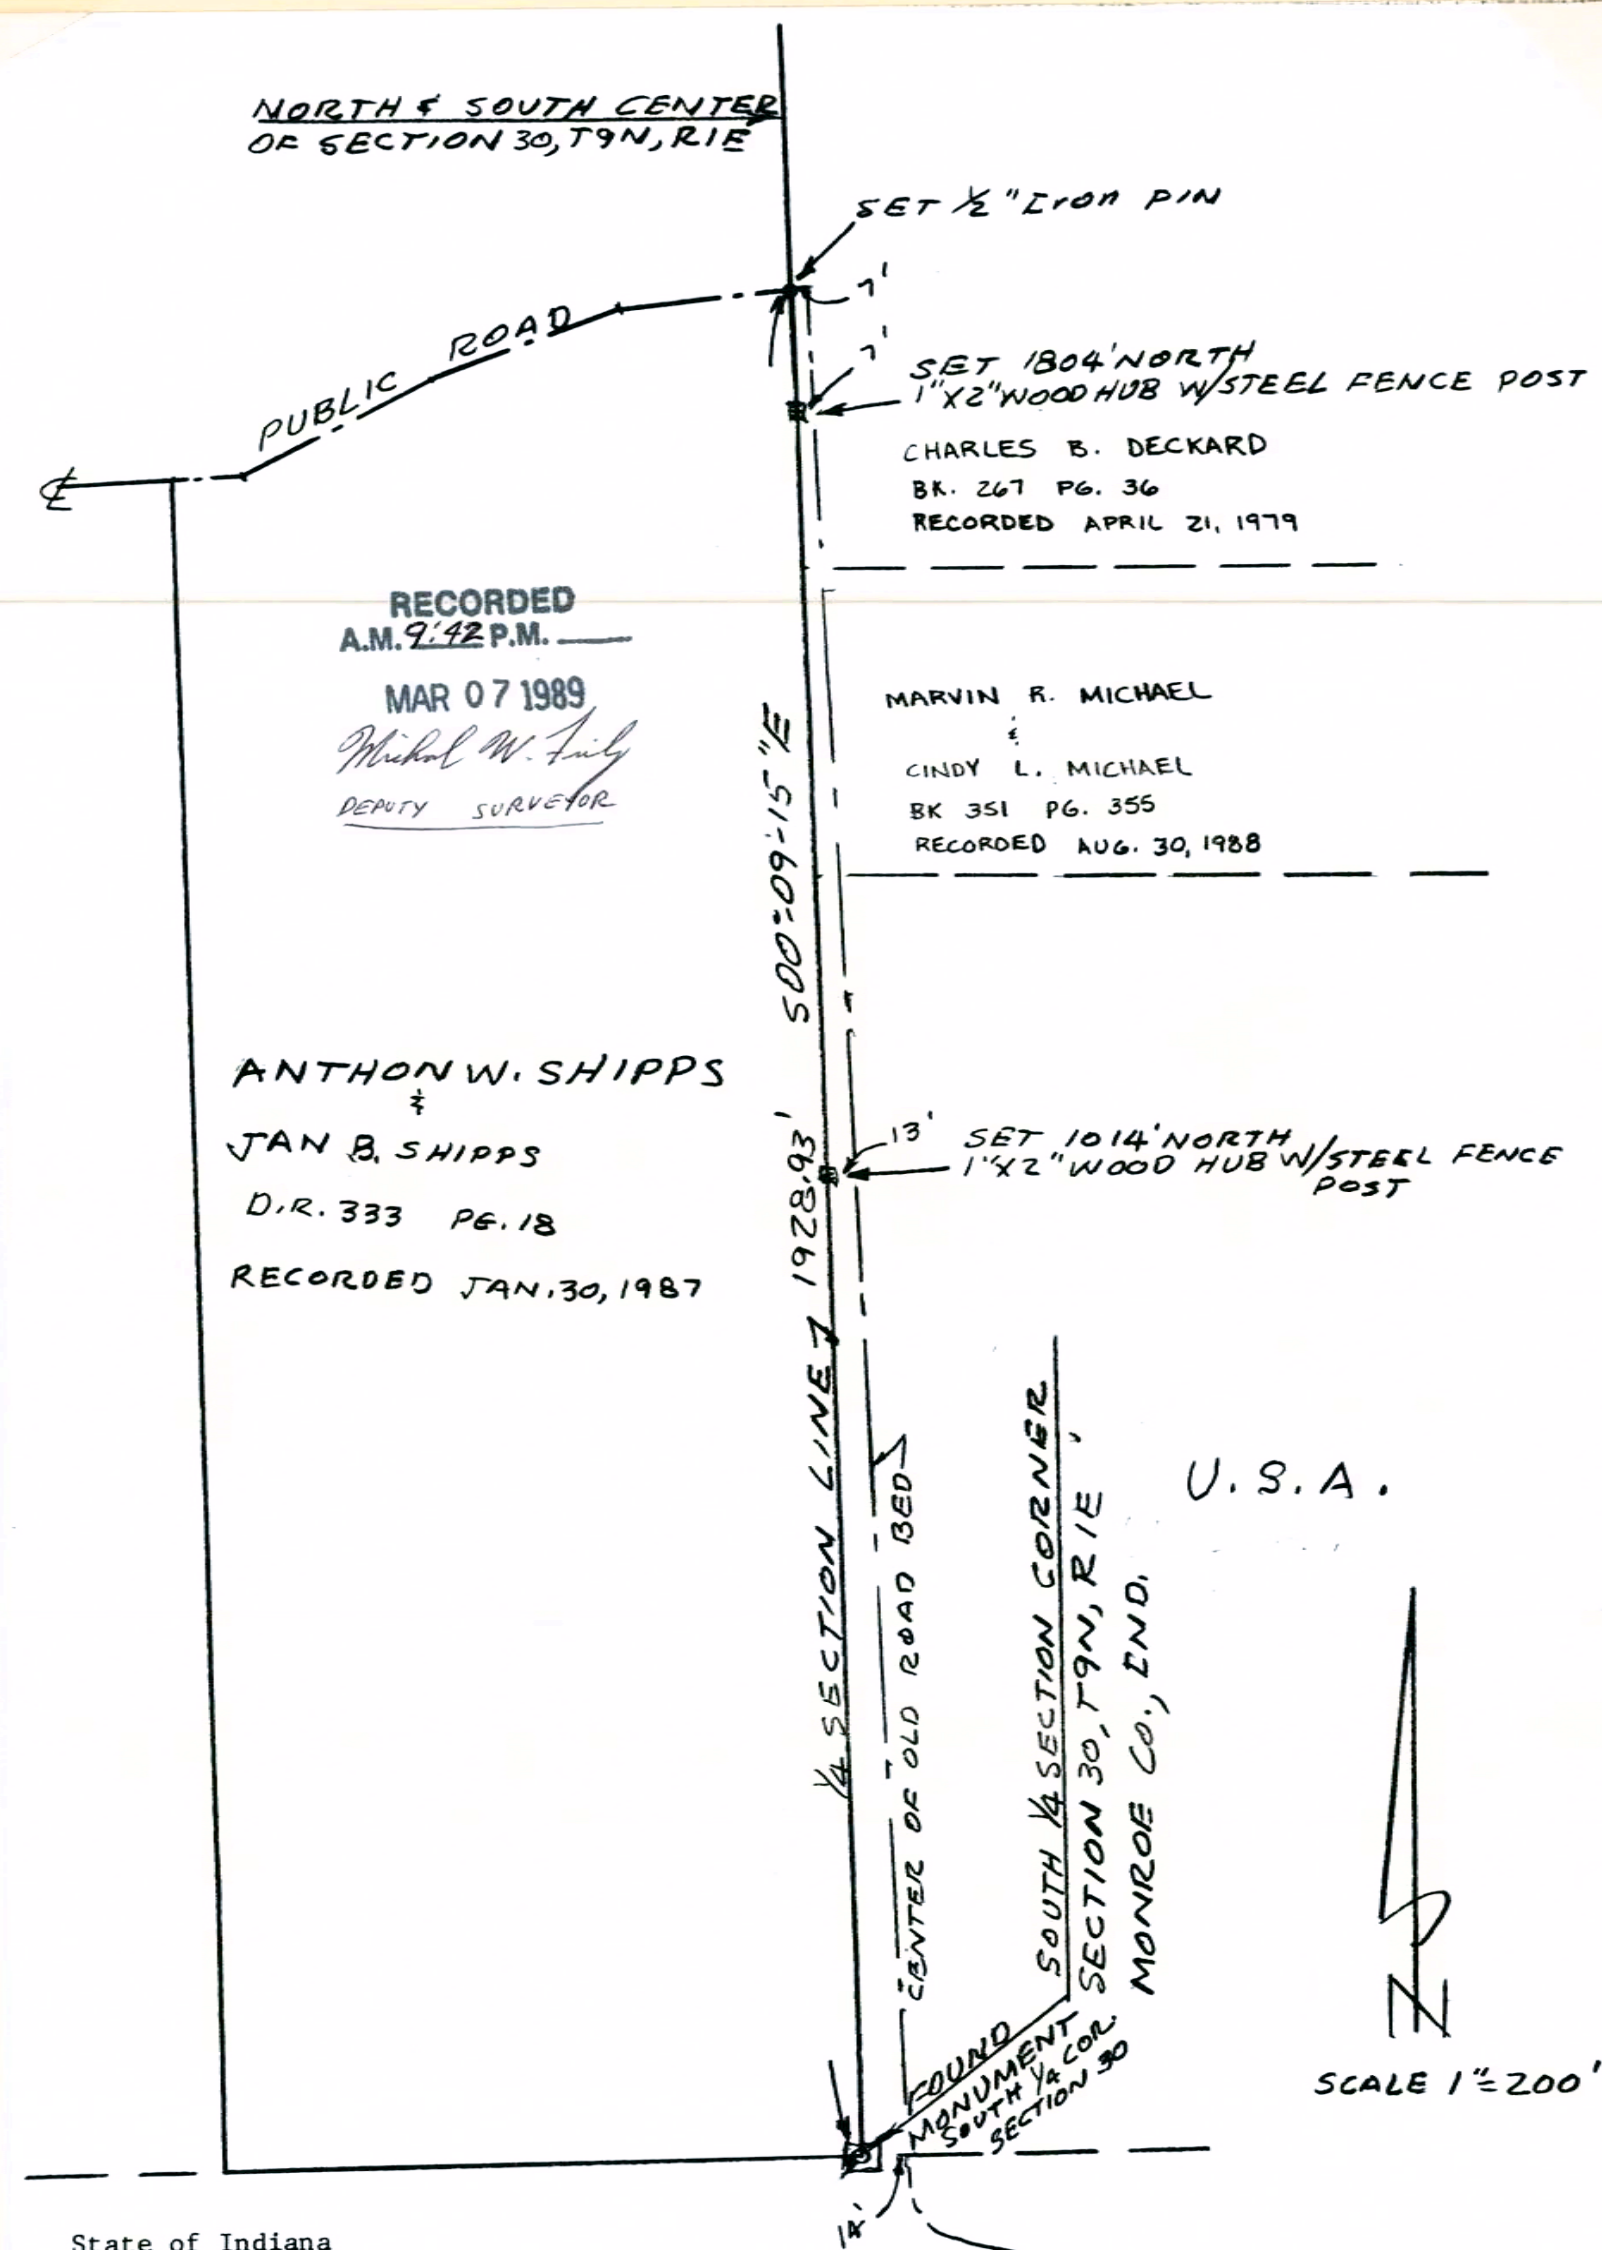 NORTH & SOUTH CENTER
OF SECTION 30, T9N, R1E
SET ½" Iron PIN
7'
7'
PUBLIC ROAD
SET 1804' NORTH
1"X2" WOOD HUB W/STEEL FENCE POST
CHARLES B. DECKARD
BK. 267 PG. 36
RECORDED APRIL 21, 1979
RECORDED
A.M. 9:42 P.M.
MAR 07 1989
DEPUTY SURVEYOR
MARVIN R. MICHAEL
&
CINDY L. MICHAEL
BK 351 PG. 355
RECORDED AUG. 30, 1988
S00°-09'-15"E
1928.93'
¼ SECTION LINE
ANTHON W. SHIPPS
&
JAN B. SHIPPS
D.R. 333 PG. 18
RECORDED JAN. 30, 1987
13'
SET 1014' NORTH
1"X2" WOOD HUB W/STEEL FENCE
POST
CENTER OF OLD ROAD BED
SOUTH ¼ SECTION CORNER
SECTION 30, T9N, R1E
MONROE CO., IND.
U.S.A.
FOUND
MONUMENT
SOUTH ¼ COR.
SECTION 30
N
SCALE 1"=200'
State of Indiana